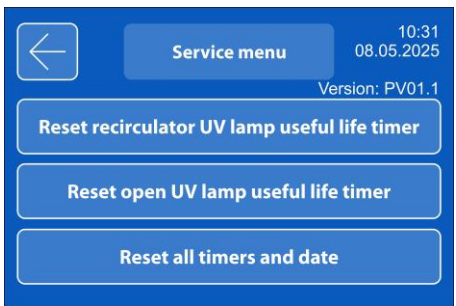 Service menu
10:31
08.05.2025
Version: PV01.1
Reset recirculator UV lamp useful life timer
Reset open UV lamp useful life timer
Reset all timers and date